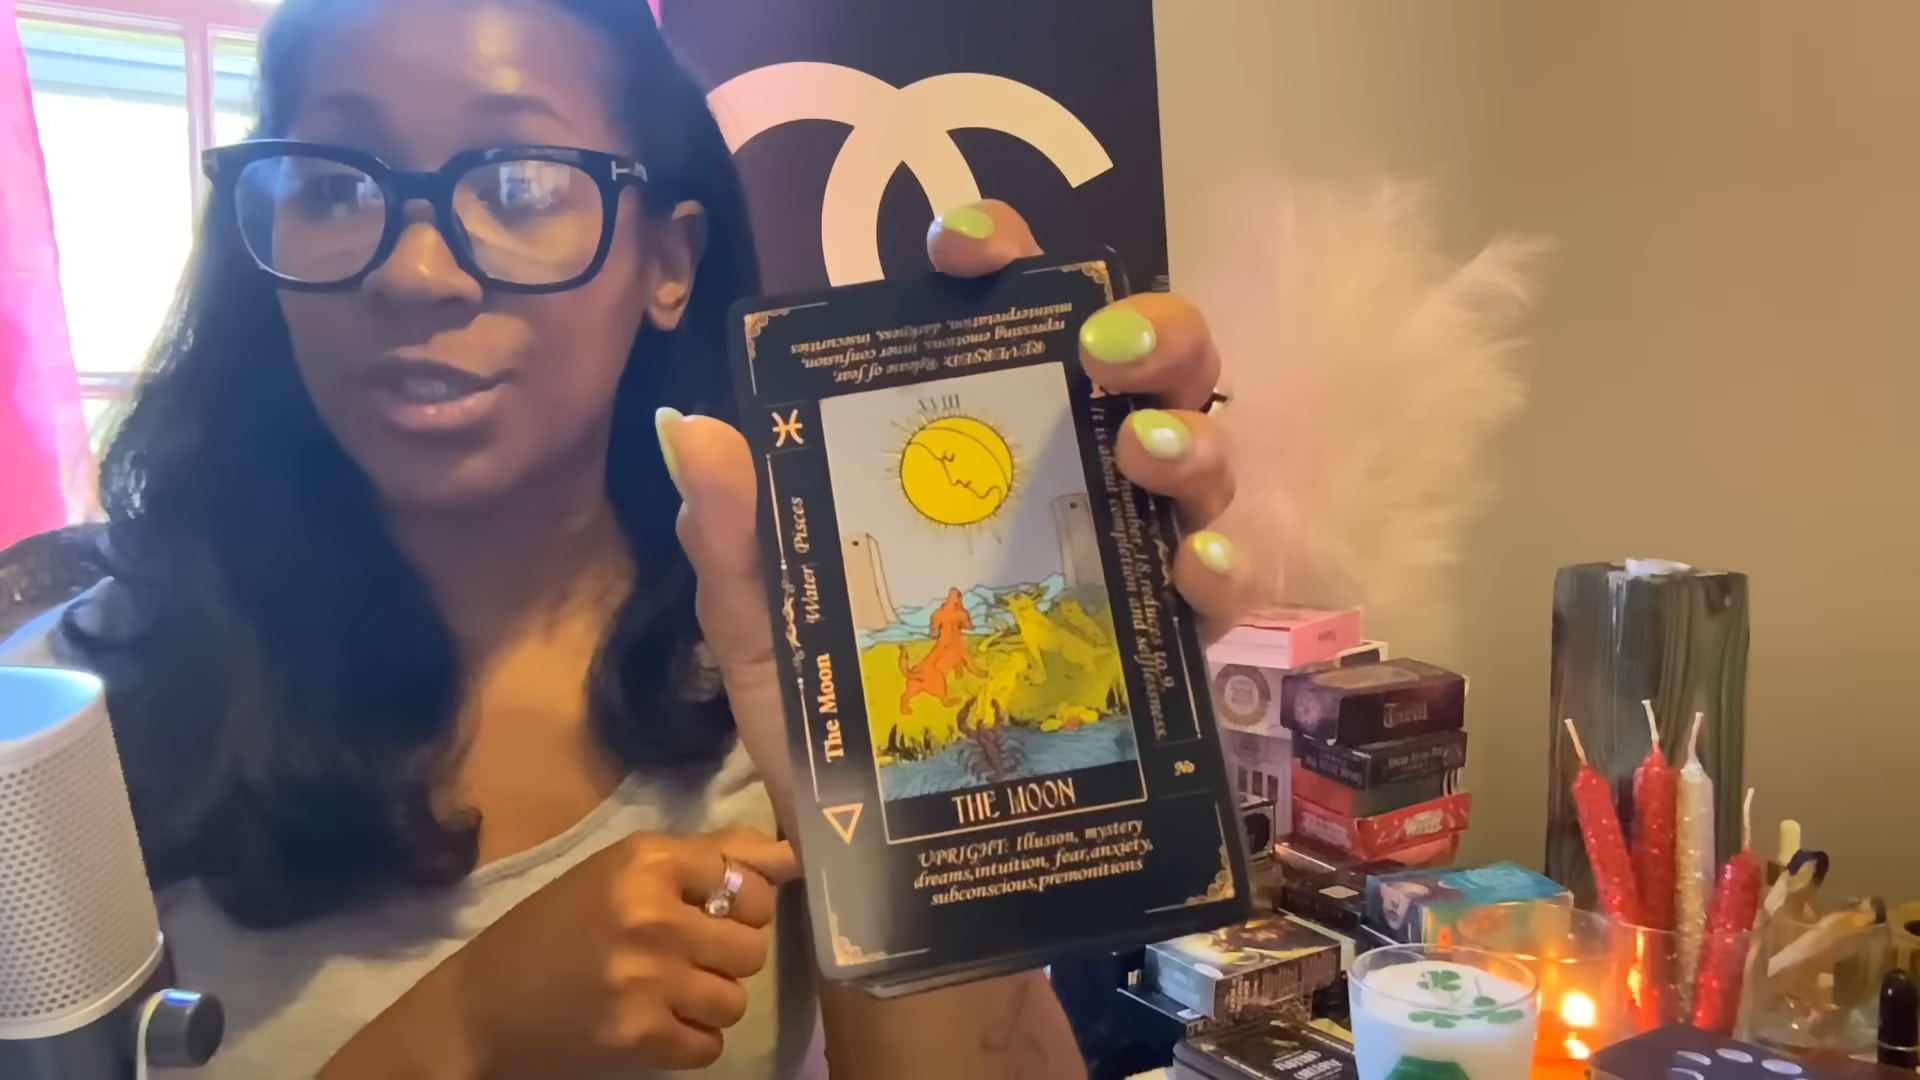 REVERSED: Release of fear,
repressing emotions, inner confusion,
misinterpretation, darkness, insecurities
XVIII
The Moon Water Pisces
number 18 reduces to 9.
It is about completion and selflessness.
No
THE MOON
UPRIGHT: Illusion, mystery
dreams,intuition, fear,anxiety,
subconscious,premonitions
Tarot